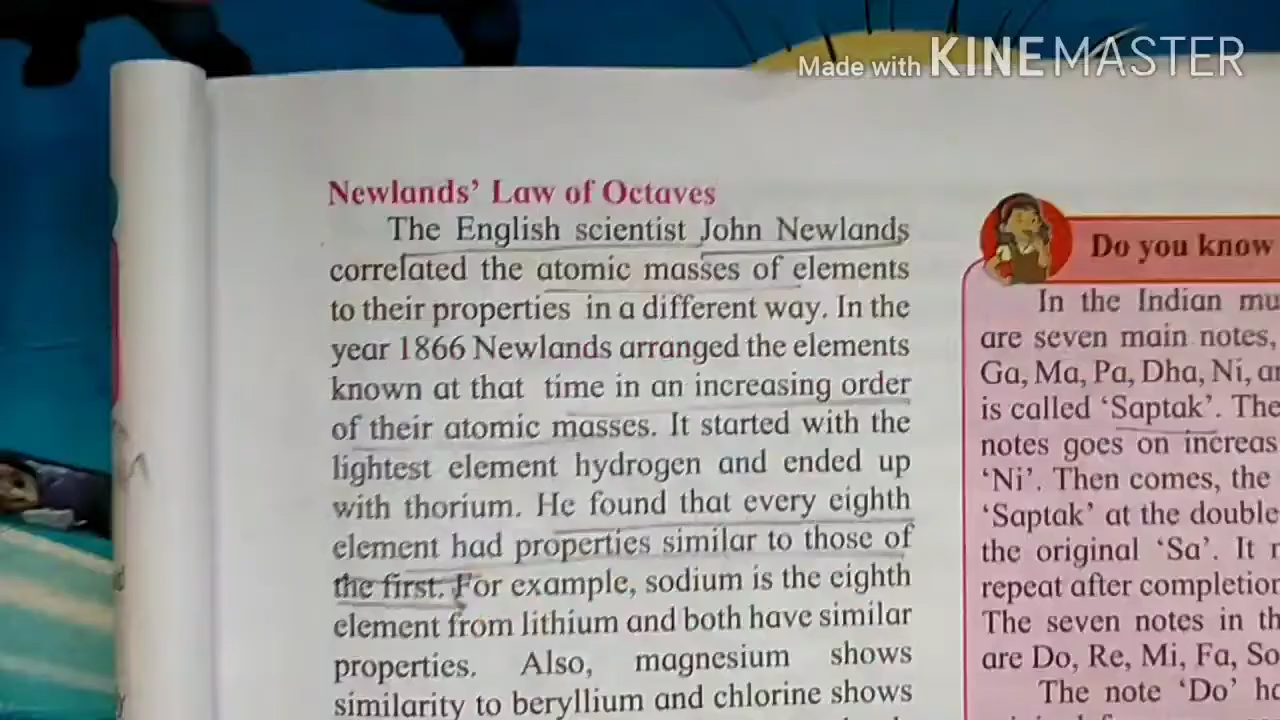 Made with KINEMASTER
Newlands' Law of Octaves
The English scientist John Newlands
correlated the atomic masses of elements
to their properties in a different way. In the
year 1866 Newlands arranged the elements
known at that time in an increasing order
of their atomic masses. It started with the
lightest element hydrogen and ended up
with thorium. He found that every eighth
element had properties similar to those of
the first. For example, sodium is the eighth
element from lithium and both have similar
properties. Also, magnesium shows
similarity to beryllium and chlorine shows
Do you know
In the Indian mu
are seven main notes,
Ga, Ma, Pa, Dha, Ni, an
is called 'Saptak'. The
notes goes on increas
'Ni'. Then comes, the
'Saptak' at the double
the original 'Sa'. It
repeat after completion
The seven notes in th
are Do, Re, Mi, Fa, So
The note 'Do' ha